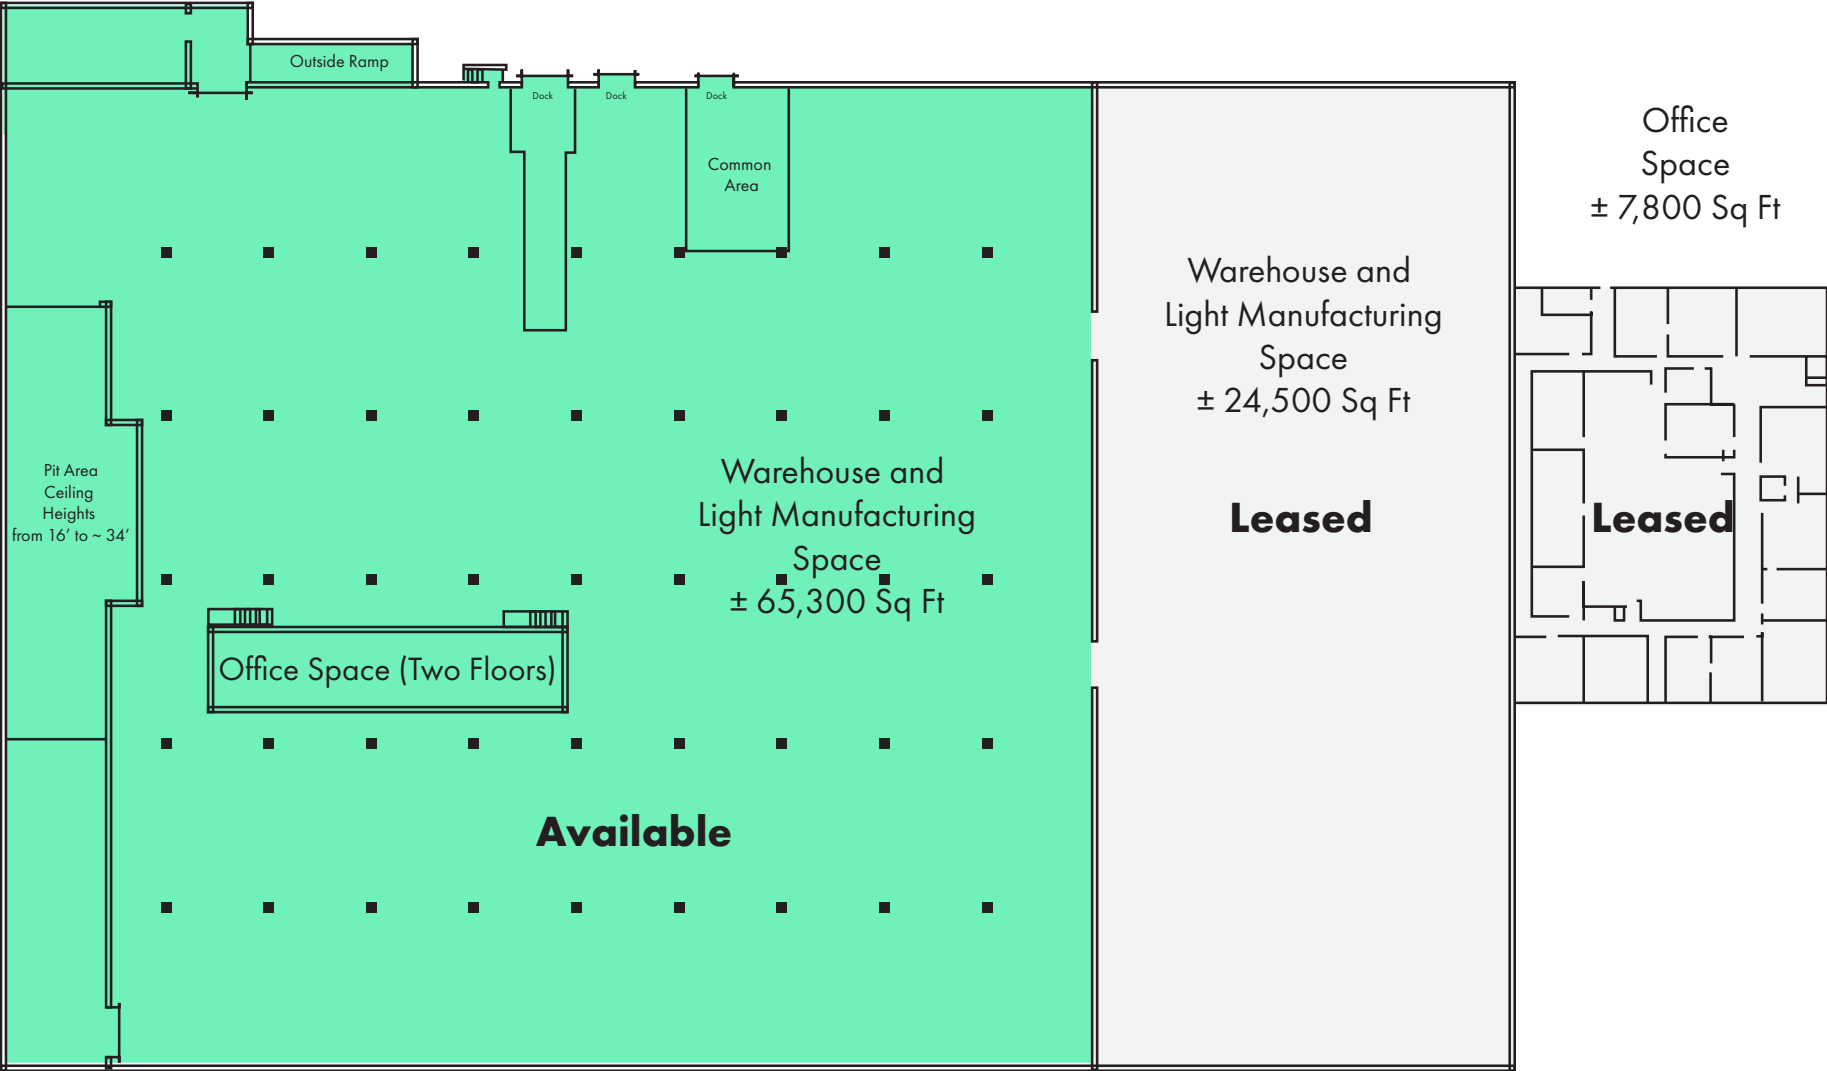 Outside Ramp
Dock
Dock
Dock
Common
Area
Office
Space
± 7,800 Sq Ft
Warehouse and
Light Manufacturing
Space
± 24,500 Sq Ft
Pit Area
Ceiling
Heights
from 16’ to ~ 34’
Warehouse and
Light Manufacturing
Space
± 65,300 Sq Ft
Leased
Leased
Office Space (Two Floors)
Available